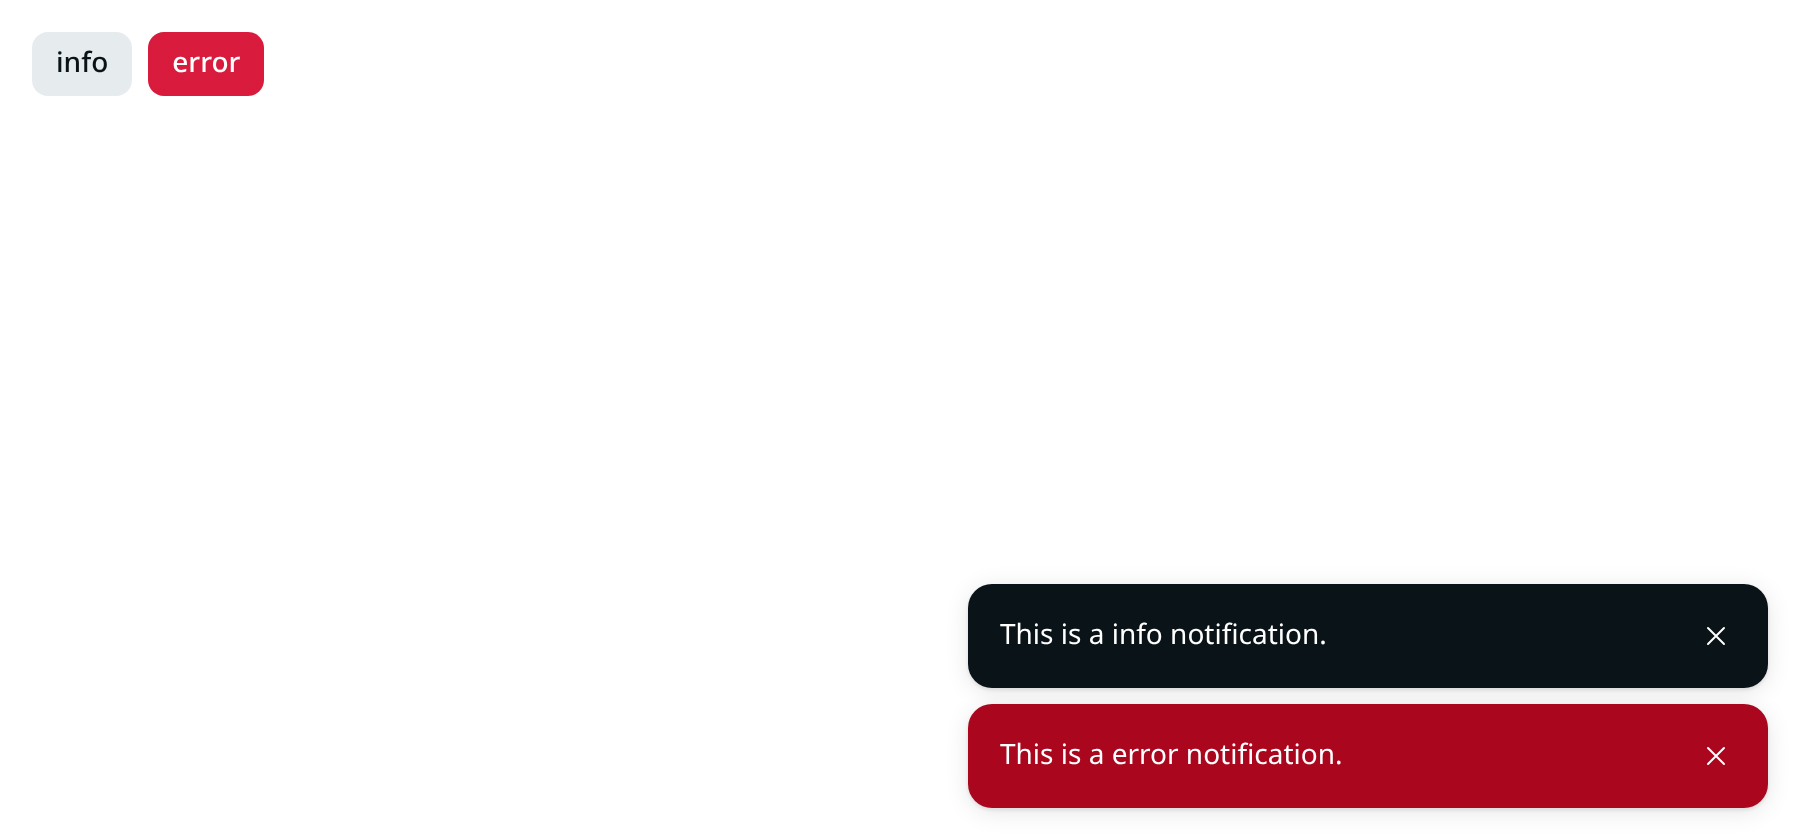 info error
This is a info notification.
This is a error notification.